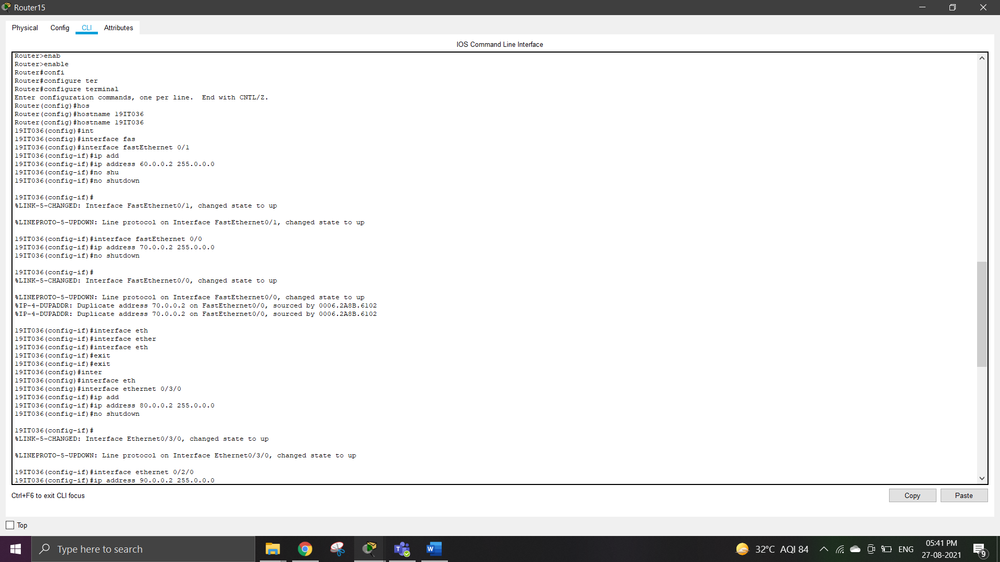 Router15
Physical Config CLI Attributes
IOS Command Line Interface
Router>enab
Router>enable
Router#confi
Router#configure ter
Router#configure terminal
Enter configuration commands, one per line.  End with CNTL/Z.
Router(config)#hos
Router(config)#hostname 19IT036
Router(config)#hostname 19IT036
19IT036(config)#int
19IT036(config)#interface fas
19IT036(config)#interface fastEthernet 0/1
19IT036(config-if)#ip add
19IT036(config-if)#ip address 60.0.0.2 255.0.0.0
19IT036(config-if)#no shu
19IT036(config-if)#no shutdown
19IT036(config-if)#
%LINK-5-CHANGED: Interface FastEthernet0/1, changed state to up
%LINEPROTO-5-UPDOWN: Line protocol on Interface FastEthernet0/1, changed state to up
19IT036(config-if)#interface fastEthernet 0/0
19IT036(config-if)#ip address 70.0.0.2 255.0.0.0
19IT036(config-if)#no shutdown
19IT036(config-if)#
%LINK-5-CHANGED: Interface FastEthernet0/0, changed state to up
%LINEPROTO-5-UPDOWN: Line protocol on Interface FastEthernet0/0, changed state to up
%IP-4-DUPADDR: Duplicate address 70.0.0.2 on FastEthernet0/0, sourced by 0006.2A8B.6102
%IP-4-DUPADDR: Duplicate address 70.0.0.2 on FastEthernet0/0, sourced by 0006.2A8B.6102
19IT036(config-if)#interface eth
19IT036(config-if)#interface ether
19IT036(config-if)#interface eth
19IT036(config-if)#exit
19IT036(config-if)#exit
19IT036(config)#inter
19IT036(config)#interface eth
19IT036(config)#interface ethernet 0/3/0
19IT036(config-if)#ip add
19IT036(config-if)#ip address 80.0.0.2 255.0.0.0
19IT036(config-if)#no shutdown
19IT036(config-if)#
%LINK-5-CHANGED: Interface Ethernet0/3/0, changed state to up
%LINEPROTO-5-UPDOWN: Line protocol on Interface Ethernet0/3/0, changed state to up
19IT036(config-if)#interface ethernet 0/2/0
19IT036(config-if)#ip address 90.0.0.2 255.0.0.0
Ctrl+F6 to exit CLI focus
Copy Paste
Top
Type here to search
32°C AQI 84
ENG
05:41 PM
27-08-2021
9